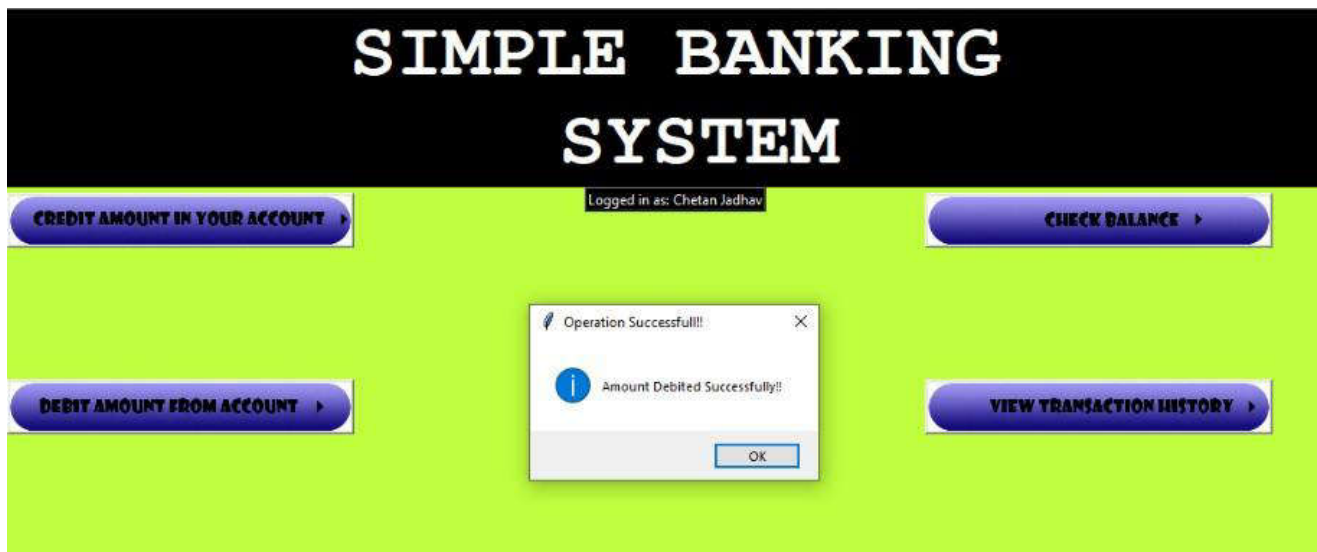 SIMPLE BANKING
SYSTEM
Logged in as: Chetan Jadhav
CREDIT AMOUNT IN YOUR ACCOUNT
CHECK BALANCE
Operation Successfull!!
Amount Debited Successfully!!
OK
DEBIT AMOUNT FROM ACCOUNT
VIEW TRANSACTION HISTORY